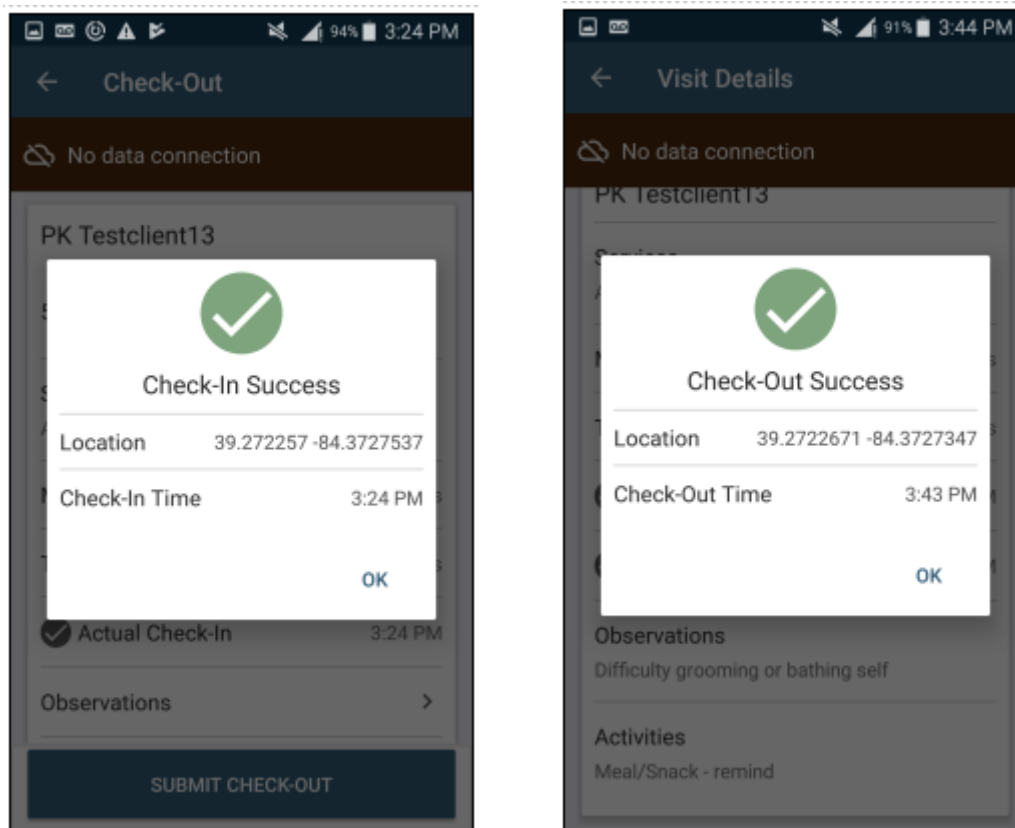 94% 3:24 PM
Check-Out
No data connection
PK Testclient13
Check-In Success
Location 39.272257 -84.3727537
Check-In Time 3:24 PM
OK
Actual Check-In 3:24 PM
Observations
SUBMIT CHECK-OUT
91% 3:44 PM
Visit Details
No data connection
PK Testclient13
Services
Check-Out Success
Location 39.2722671 -84.3727347
Check-Out Time 3:43 PM
OK
Observations
Difficulty grooming or bathing self
Activities
Meal/Snack - remind